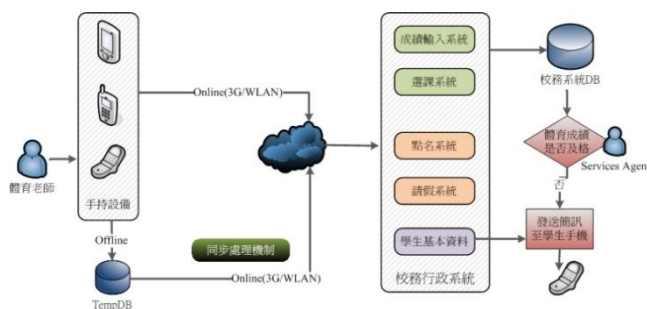 體育老師
手持設備
Offline
TempDB
Online(3G/WLAN)
同步處理機制
Online(3G/WLAN)
成績輸入系統
選課系統
點名系統
請假系統
學生基本資料
校務行政系統
校務系統DB
體育成績
是否及格
Services Agen
否
發送簡訊
至學生手機